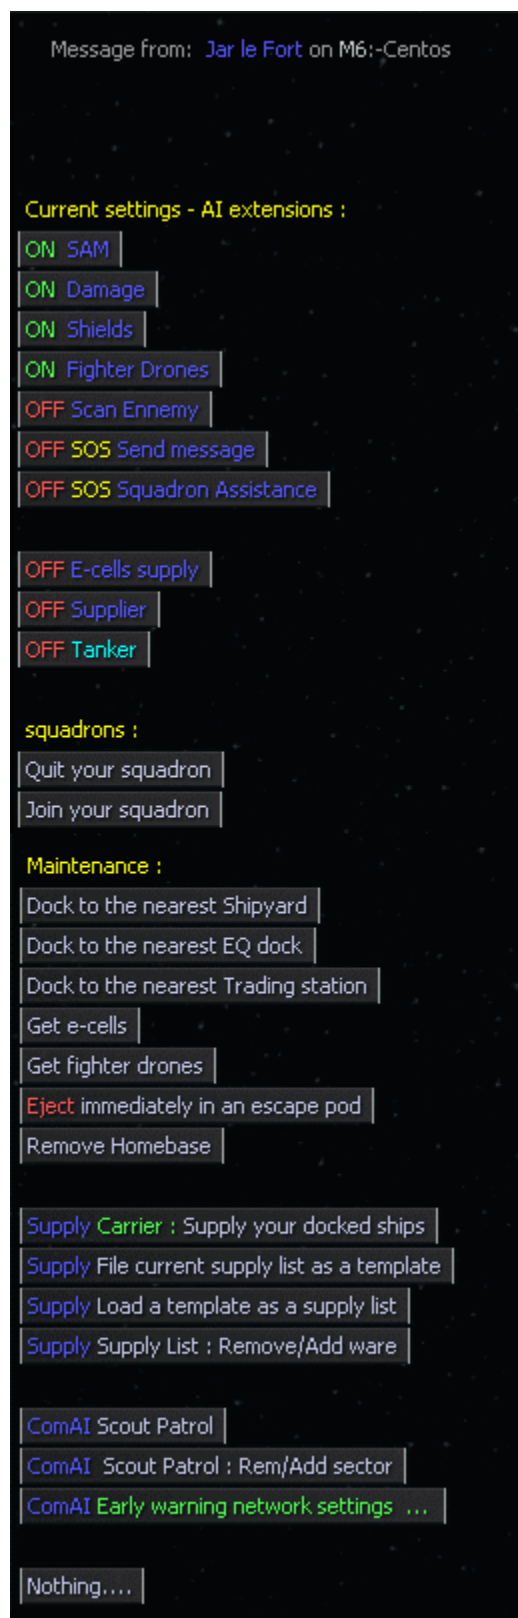 Message from: Jar le Fort on M6:-Centos
Current settings - AI extensions :
ON SAM
ON Damage
ON Shields
ON Fighter Drones
OFF Scan Ennemy
OFF SOS Send message
OFF SOS Squadron Assistance
OFF E-cells supply
OFF Supplier
OFF Tanker
squadrons :
Quit your squadron
Join your squadron
Maintenance :
Dock to the nearest Shipyard
Dock to the nearest EQ dock
Dock to the nearest Trading station
Get e-cells
Get fighter drones
Eject immediately in an escape pod
Remove Homebase
Supply Carrier : Supply your docked ships
Supply File current supply list as a template
Supply Load a template as a supply list
Supply Supply List : Remove/Add ware
ComAI Scout Patrol
ComAI Scout Patrol : Rem/Add sector
ComAI Early warning network settings ...
Nothing....